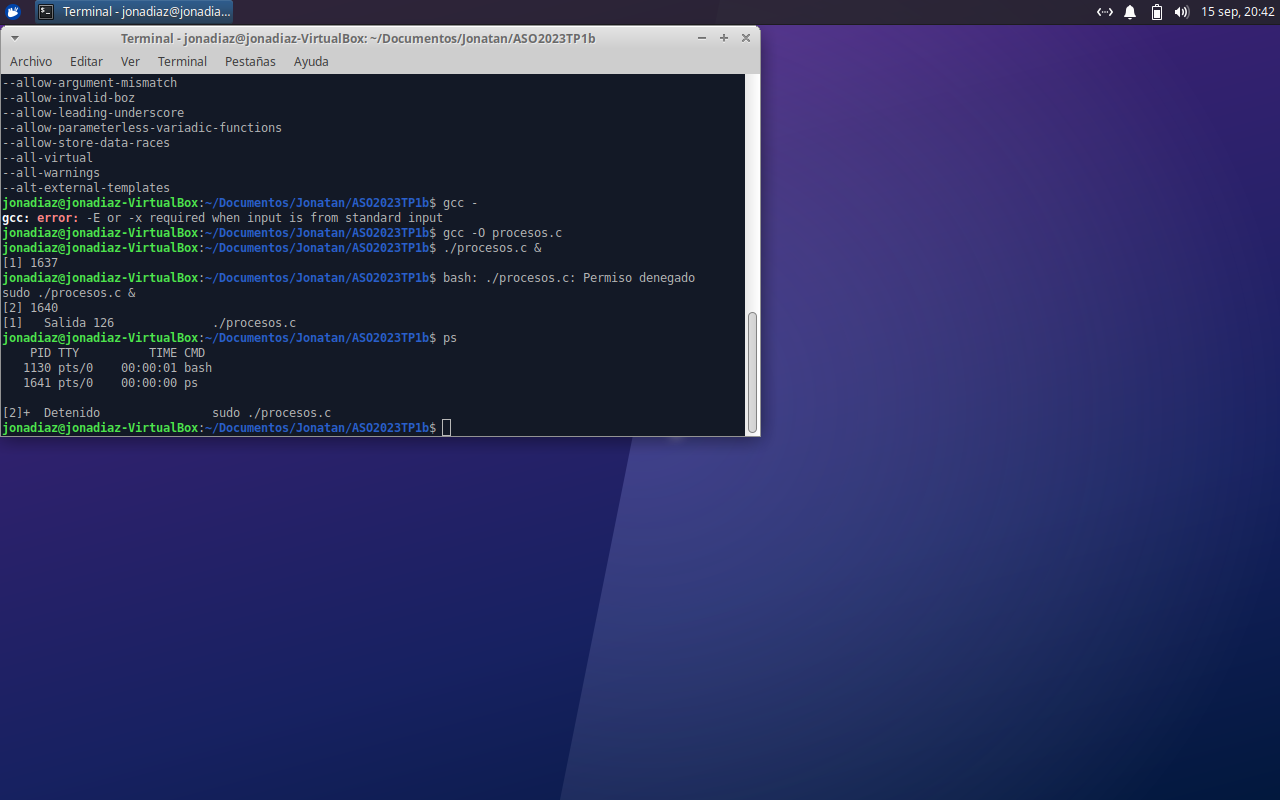 Terminal - jonadiaz@jonadia...
15 sep, 20:42
Terminal - jonadiaz@jonadiaz-VirtualBox: ~/Documentos/Jonatan/ASO2023TP1b
Archivo Editar Ver Terminal Pestañas Ayuda
--allow-argument-mismatch
--allow-invalid-boz
--allow-leading-underscore
--allow-parameterless-variadic-functions
--allow-store-data-races
--all-virtual
--all-warnings
--alt-external-templates
jonadiaz@jonadiaz-VirtualBox:~/Documentos/Jonatan/ASO2023TP1b$ gcc -
gcc: error: -E or -x required when input is from standard input
jonadiaz@jonadiaz-VirtualBox:~/Documentos/Jonatan/ASO2023TP1b$ gcc -O procesos.c
jonadiaz@jonadiaz-VirtualBox:~/Documentos/Jonatan/ASO2023TP1b$ ./procesos.c &
[1] 1637
jonadiaz@jonadiaz-VirtualBox:~/Documentos/Jonatan/ASO2023TP1b$ bash: ./procesos.c: Permiso denegado
sudo ./procesos.c &
[2] 1640
[1]   Salida 126              ./procesos.c
jonadiaz@jonadiaz-VirtualBox:~/Documentos/Jonatan/ASO2023TP1b$ ps
    PID TTY          TIME CMD
   1130 pts/0    00:00:01 bash
   1641 pts/0    00:00:00 ps
[2]+  Detenido                sudo ./procesos.c
jonadiaz@jonadiaz-VirtualBox:~/Documentos/Jonatan/ASO2023TP1b$